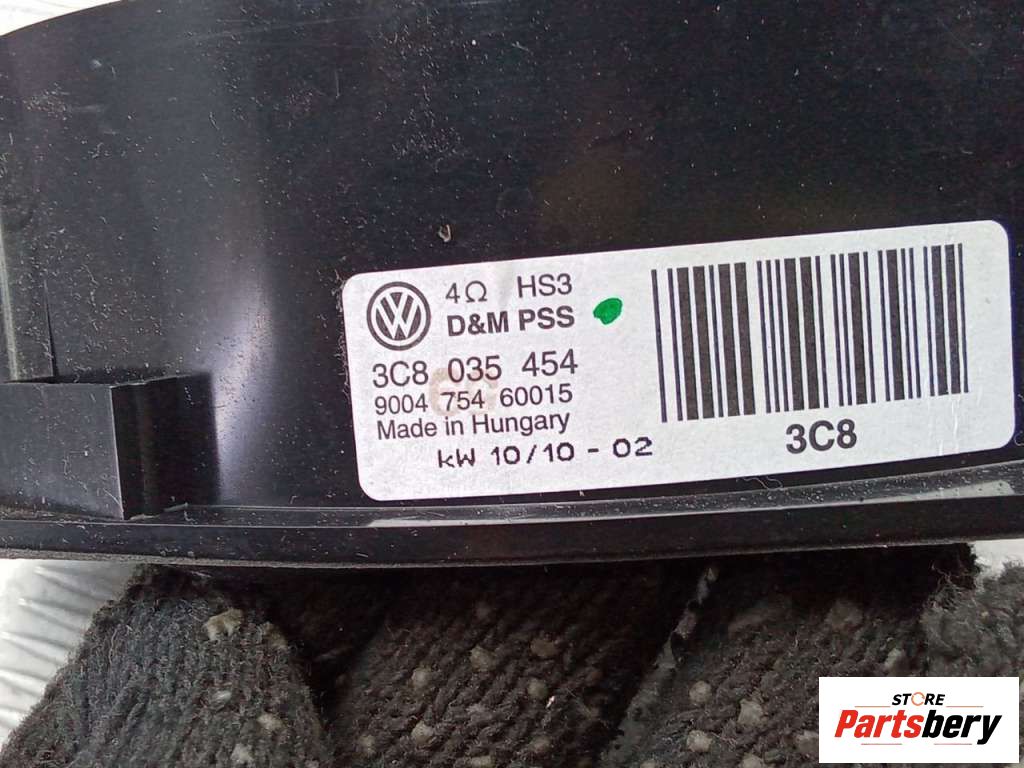 4Ω HS3
D&M PSS
3C8 035 454
9004 754 60015
Made in Hungary
KW 10/10 - 02
3C8
STORE
Partsbery